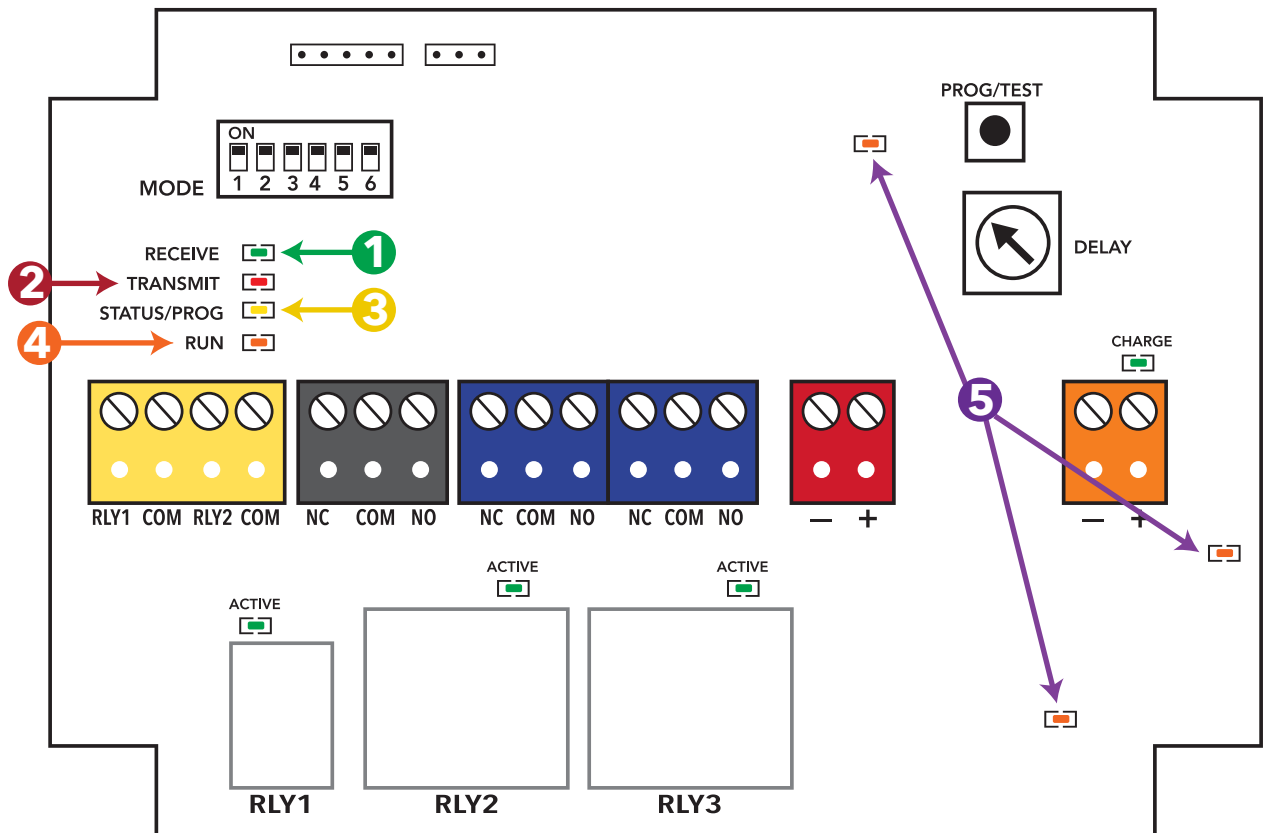 PROG/TEST
ON
1 2 3 4 5 6
MODE
DELAY
RECEIVE
1
2
TRANSMIT
STATUS/PROG
3
4
RUN
CHARGE
5
RLY1 COM RLY2 COM
NC COM NO
NC COM NO
NC COM NO
— +
— +
ACTIVE
ACTIVE
ACTIVE
RLY1
RLY2
RLY3